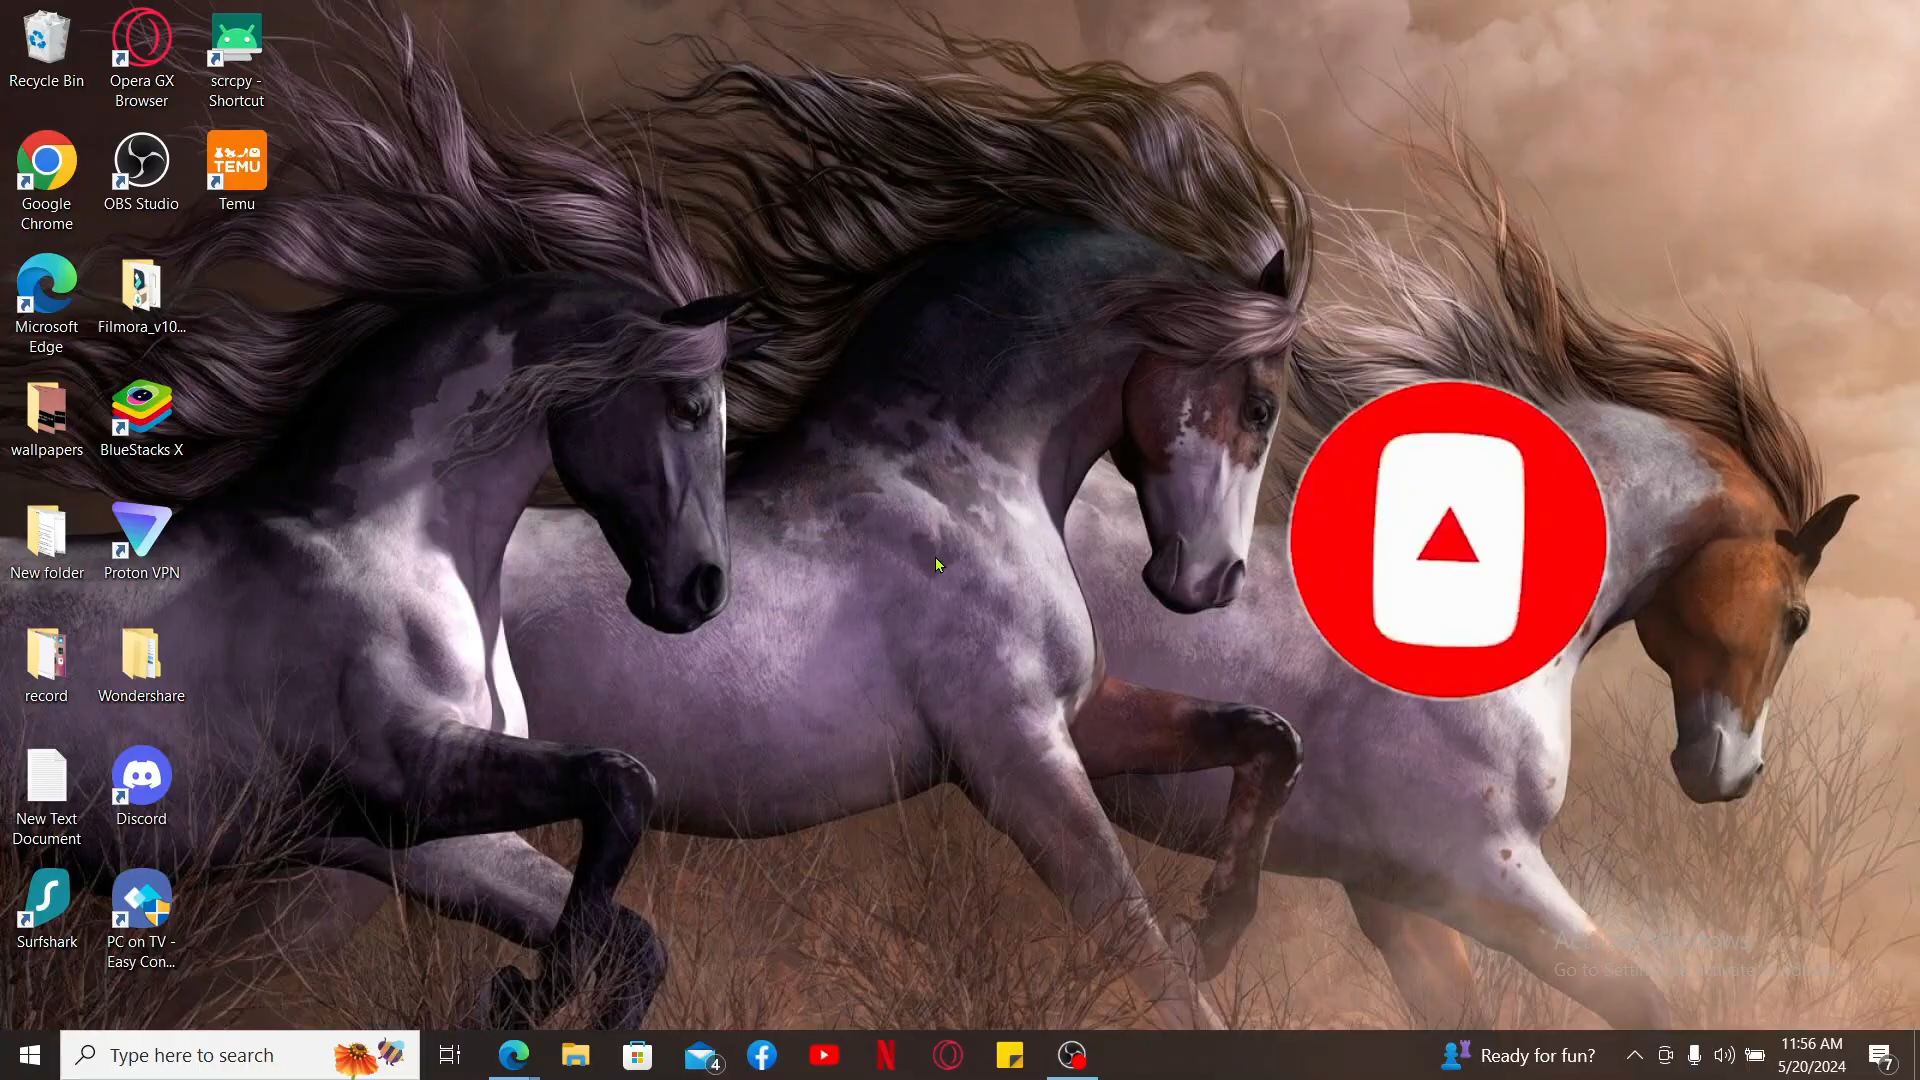 Recycle Bin
Opera GX
Browser
scrcpy -
Shortcut
Google
Chrome
OBS Studio
TEMU
Temu
Microsoft
Edge
Filmora_v10...
wallpapers
BlueStacks X
New folder
Proton VPN
record
Wondershare
New Text
Document
Discord
Surfshark
PC on TV -
Easy Con...
Type here to search
4
Ready for fun?
11:56 AM
5/20/2024
7